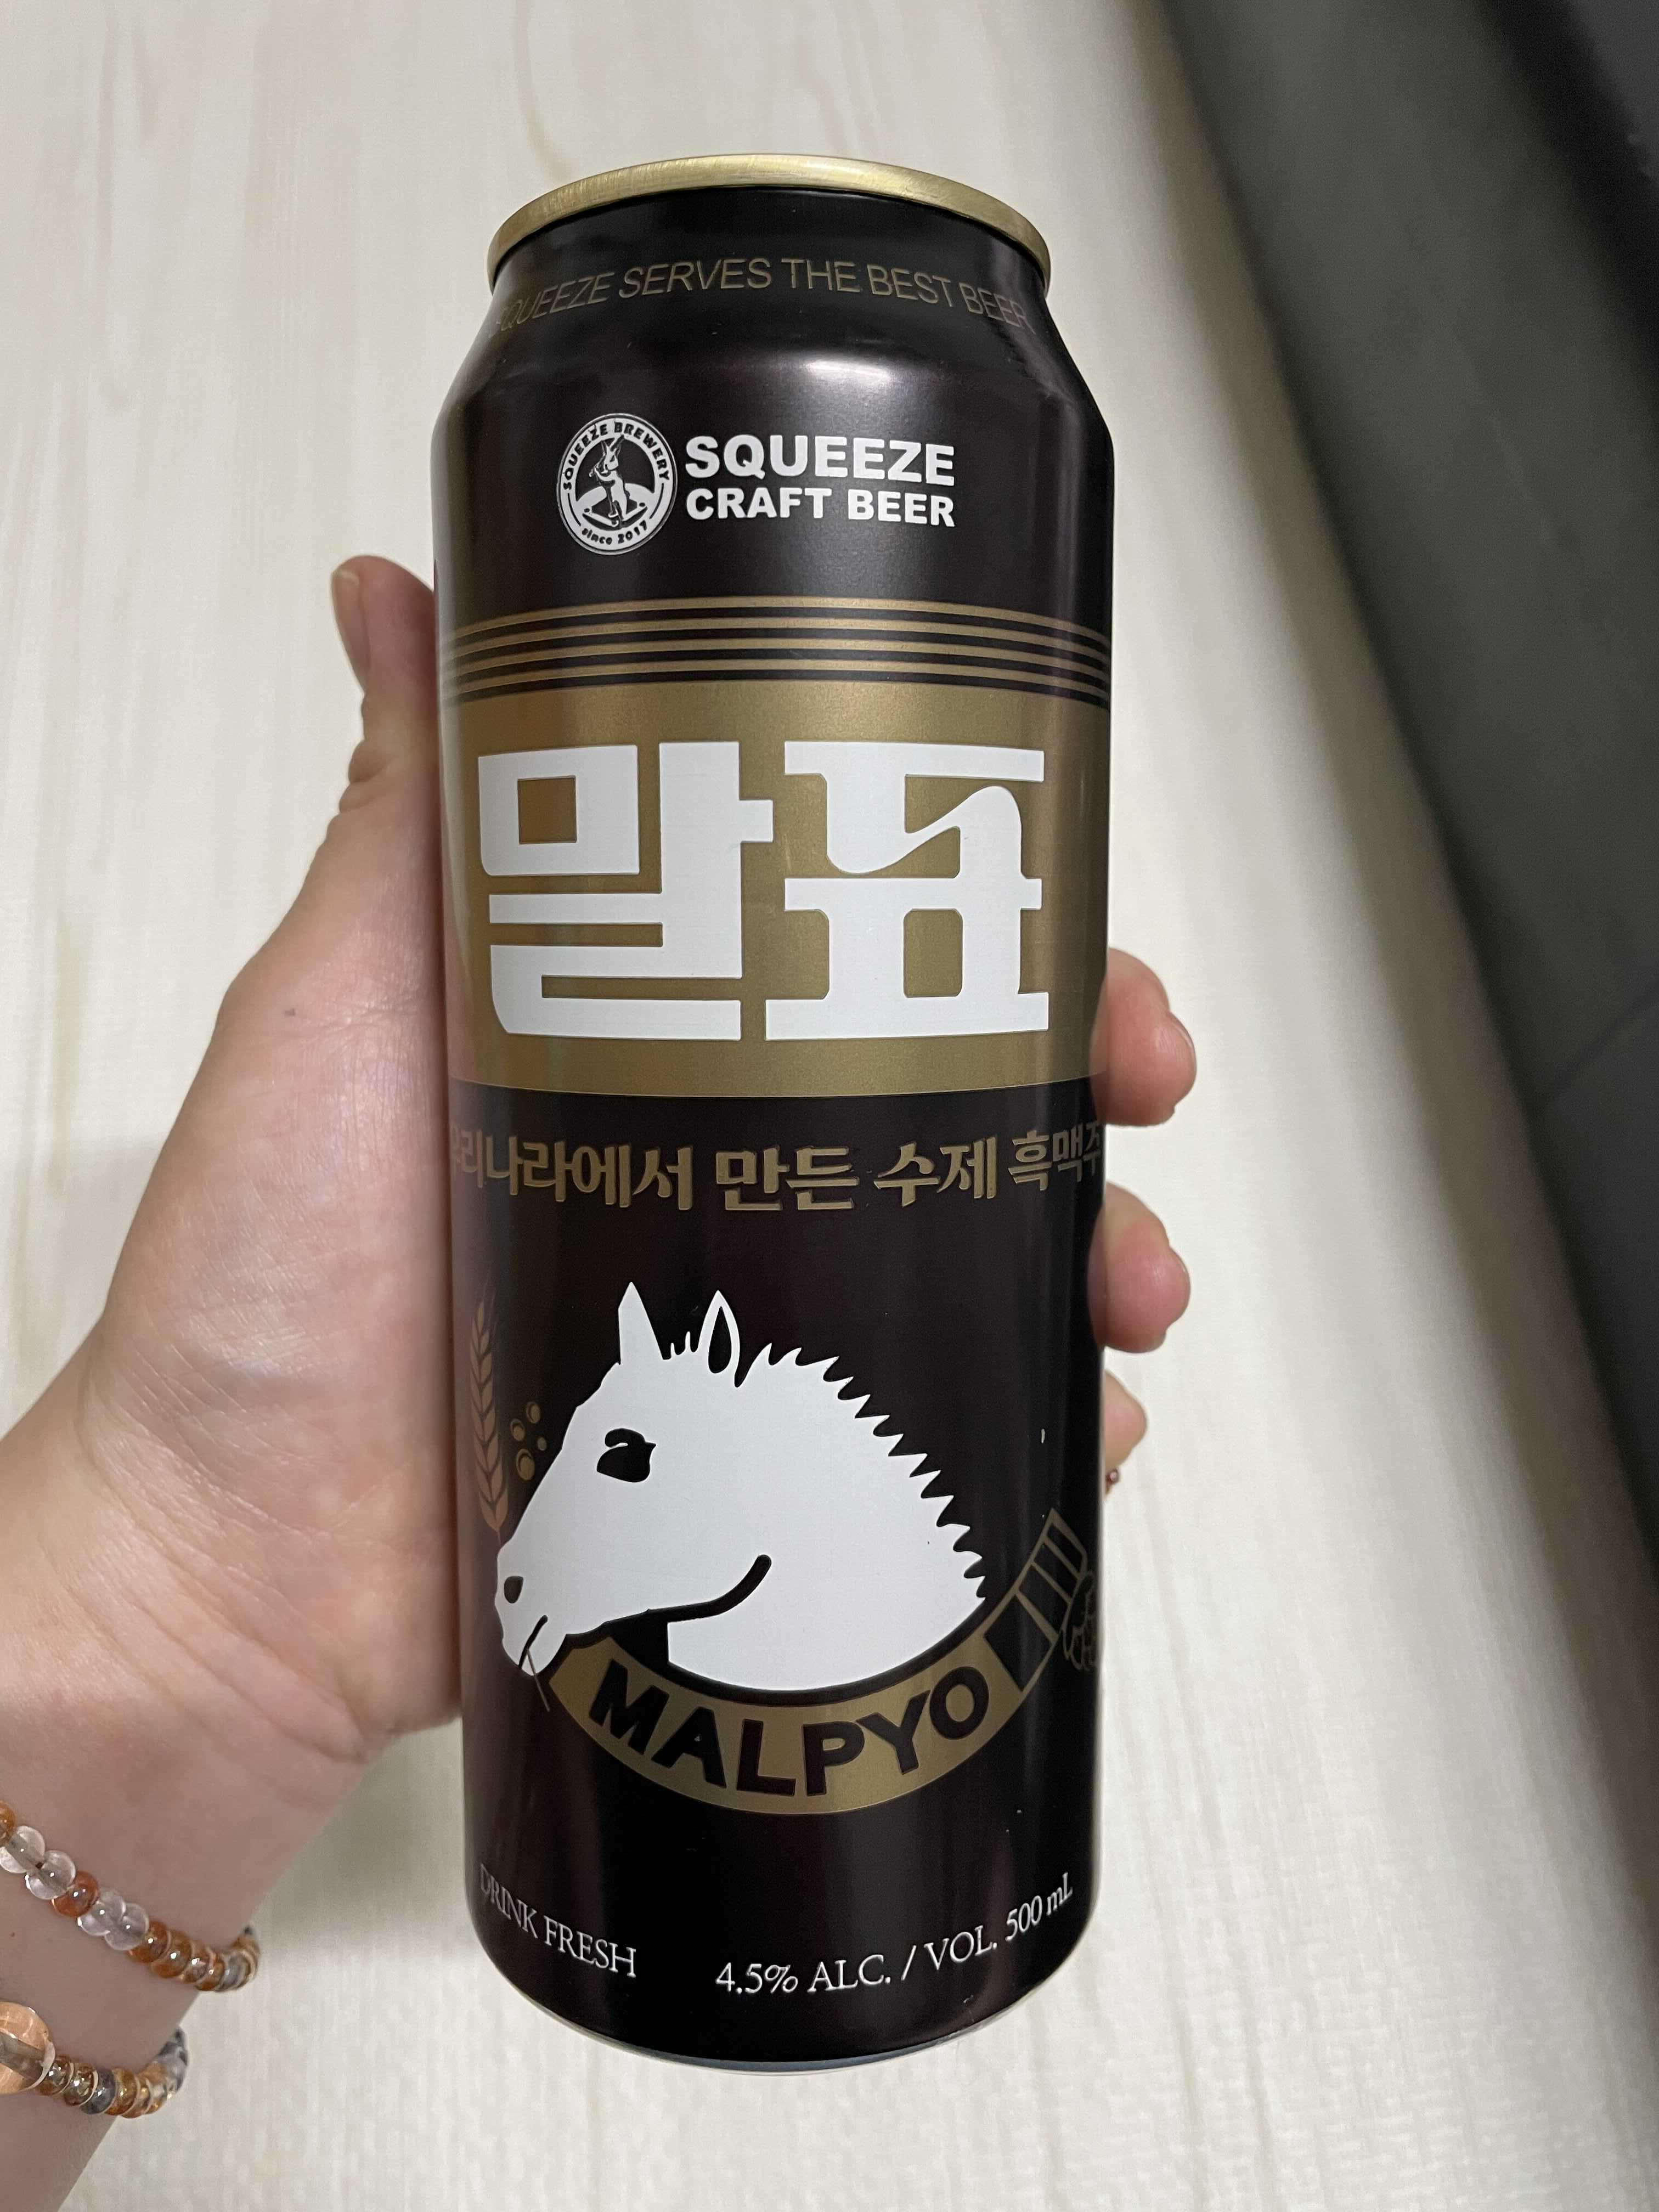 SQUEEZE SERVES THE BEST BEER
SQUEEZE BREWERY
since 2017
SQUEEZE
CRAFT BEER
말표
우리나라에서 만든 수제 흑맥주
MALPYO
DRINK FRESH
4.5% ALC. / VOL. 500 mL